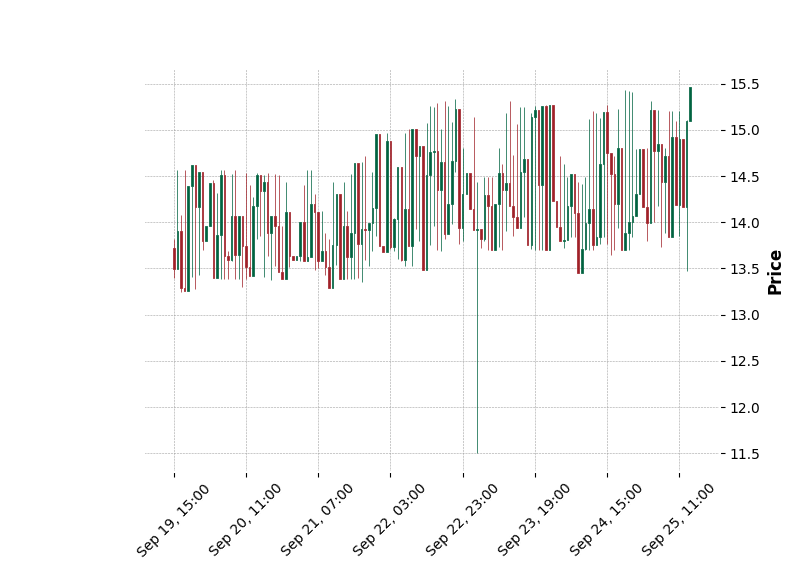 15.5
15.0
14.5
14.0
13.5
13.0
12.5
12.0
11.5
Price
Sep 19, 15:00
Sep 20, 11:00
Sep 21, 07:00
Sep 22, 03:00
Sep 22, 23:00
Sep 23, 19:00
Sep 24, 15:00
Sep 25, 11:00